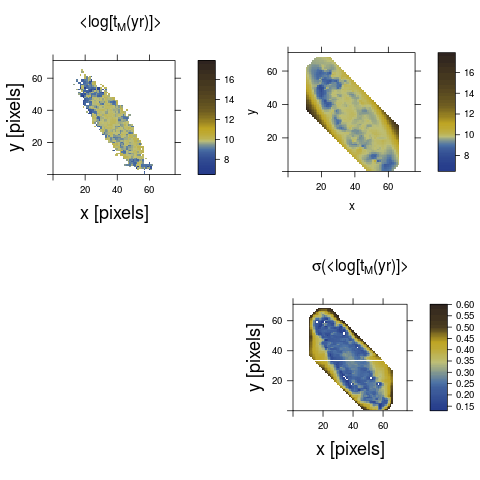 <log[t_M(yr)]>
60
40
20
20 40 60
x [pixels]
y [pixels]
16
14
12
10
8
60
40
20
20 40 60
x
y
16
14
12
10
8
σ(<log[t_M(yr)]>
60
40
20
20 40 60
x [pixels]
y [pixels]
0.60
0.55
0.50
0.45
0.40
0.35
0.30
0.25
0.20
0.15